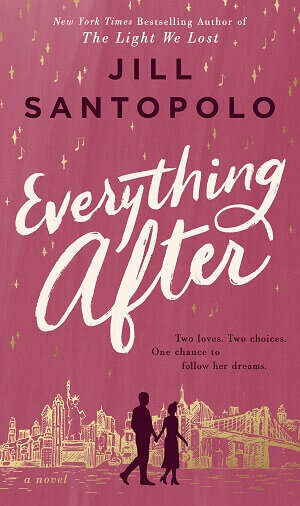 New York Times Bestselling Author of
The Light We Lost
JILL
SANTOPOLO
Everything
After
Two loves. Two choices.
One chance to
follow her dreams.
a novel